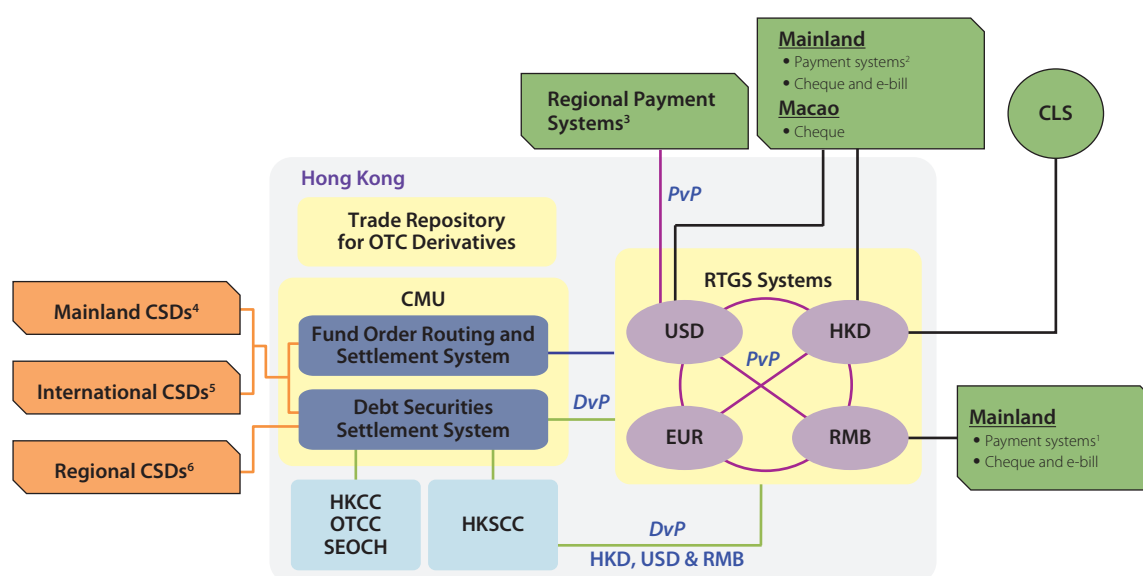 Mainland
• Payment systems²
• Cheque and e-bill
Macao
• Cheque
Regional Payment
Systems³
CLS
Hong Kong
PvP
Trade Repository
for OTC Derivatives
RTGS Systems
CMU
Mainland CSDs⁴
Fund Order Routing and
Settlement System
USD
HKD
PvP
International CSDs⁵
Debt Securities
Settlement System
DvP
EUR
RMB
Mainland
• Payment systems¹
• Cheque and e-bill
Regional CSDs⁶
HKCC
OTCC
SEOCH
HKSCC
DvP
HKD, USD & RMB